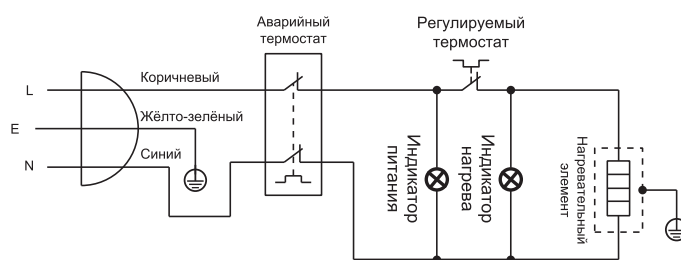 Аварийный
термостат
Регулируемый
термостат
L
Коричневый
E
Жёлто-зелёный
N
Синий
Индикатор
питания
Индикатор
нагрева
Нагревательный
элемент